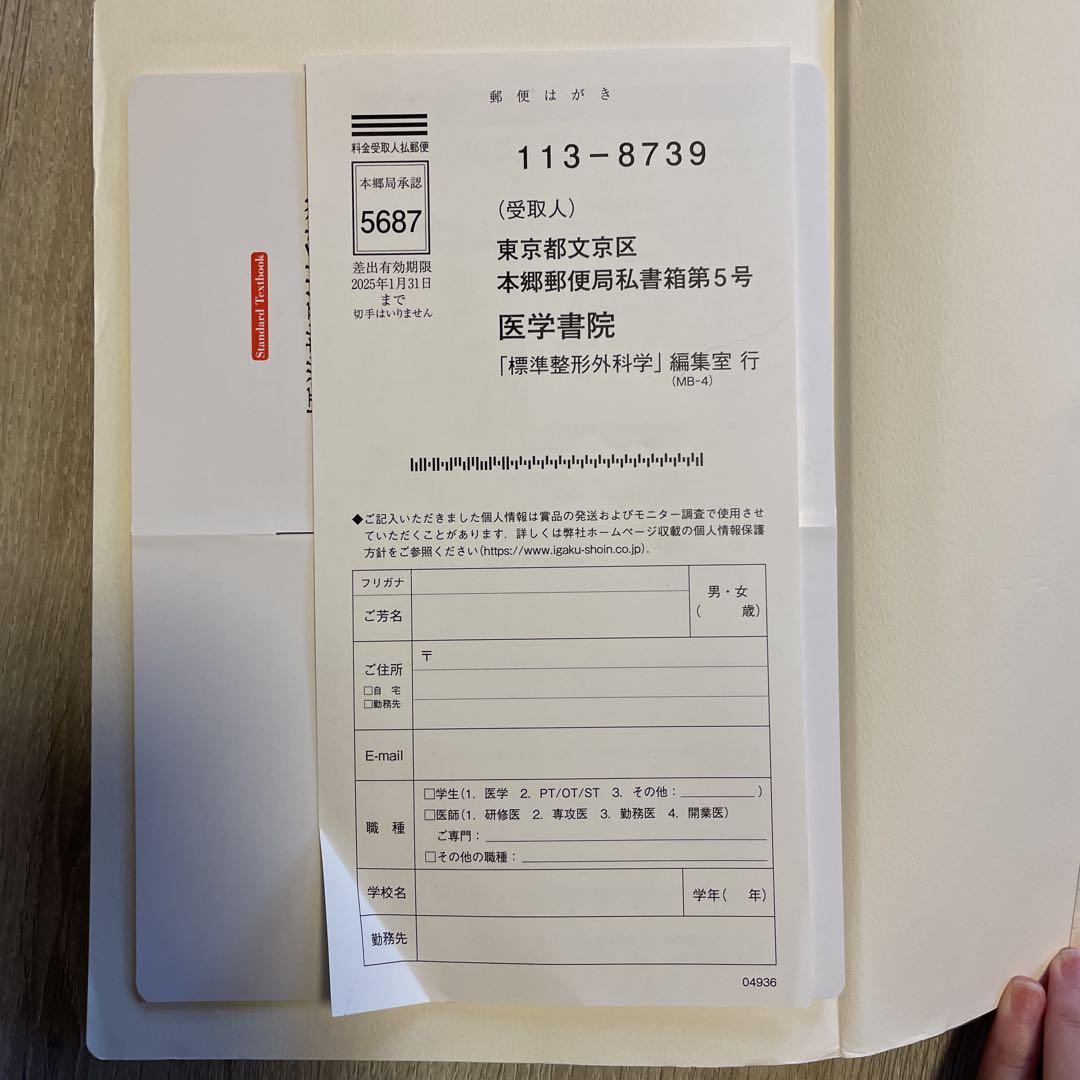 郵便はがき
料金受取人払郵便
本郷局承認
5687
差出有効期限
2025年1月31日
まで
切手はいりません
113-8739
(受取人)
東京都文京区
本郷郵便局私書箱第5号
医学書院
「標準整形外科学」編集室 行
(MB-4)
Standard Textbook
◆ご記入いただきました個人情報は賞品の発送およびモニター調査で使用させ
ていただくことがあります.詳しくは弊社ホームページ収載の個人情報保護
方針をご参照ください(https://www.igaku-shoin.co.jp).
フリガナ
ご芳名
男・女
( 歳)
ご住所
□自 宅
□勤務先
〒
E-mail
職 種
□学生(1. 医学 2. PT/OT/ST 3. その他:________)
□医師(1. 研修医 2. 専攻医 3. 勤務医 4. 開業医)
ご専門:
□その他の職種:
学校名
学年( 年)
勤務先
04936